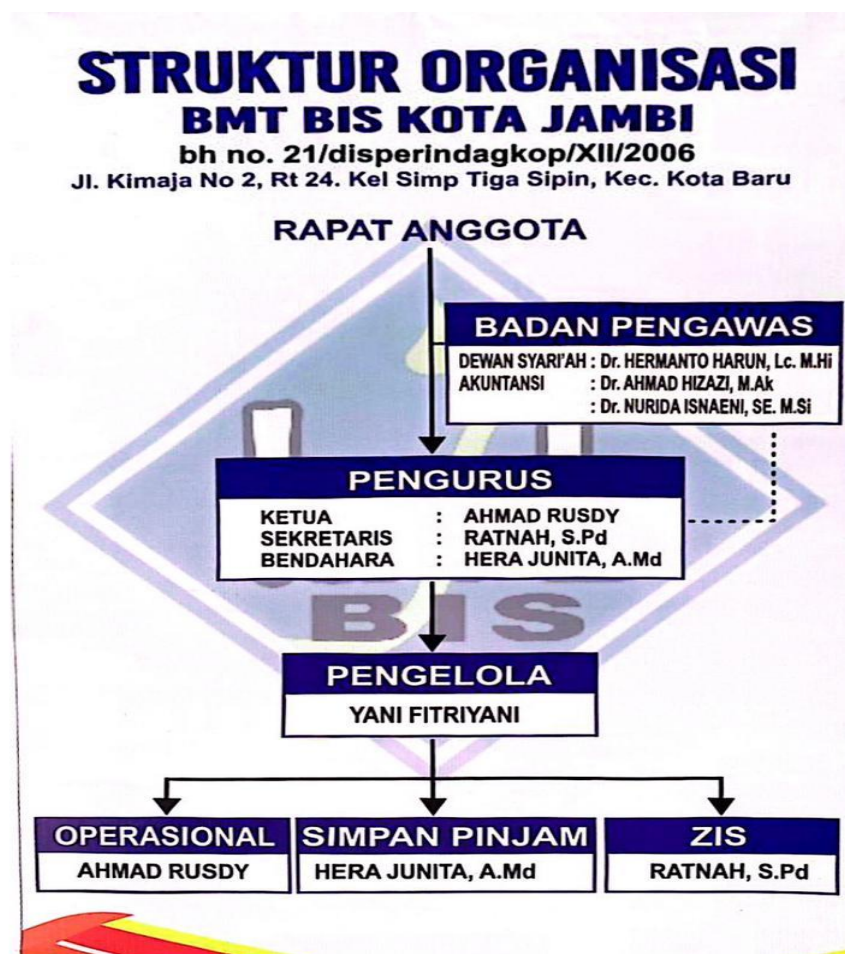 STRUKTUR ORGANISASI
BMT BIS KOTA JAMBI
bh no. 21/disperindagkop/XII/2006
Jl. Kimaja No 2, Rt 24. Kel Simp Tiga Sipin, Kec. Kota Baru
RAPAT ANGGOTA
BADAN PENGAWAS
DEWAN SYARI'AH : Dr. HERMANTO HARUN, Lc. M.Hi
AKUNTANSI : Dr. AHMAD HIZAZI, M.Ak
: Dr. NURIDA ISNAENI, SE. M.Si
PENGURUS
KETUA : AHMAD RUSDY
SEKRETARIS : RATNAH, S.Pd
BENDAHARA : HERA JUNITA, A.Md
BIS
PENGELOLA
YANI FITRIYANI
OPERASIONAL
AHMAD RUSDY
SIMPAN PINJAM
HERA JUNITA, A.Md
ZIS
RATNAH, S.Pd